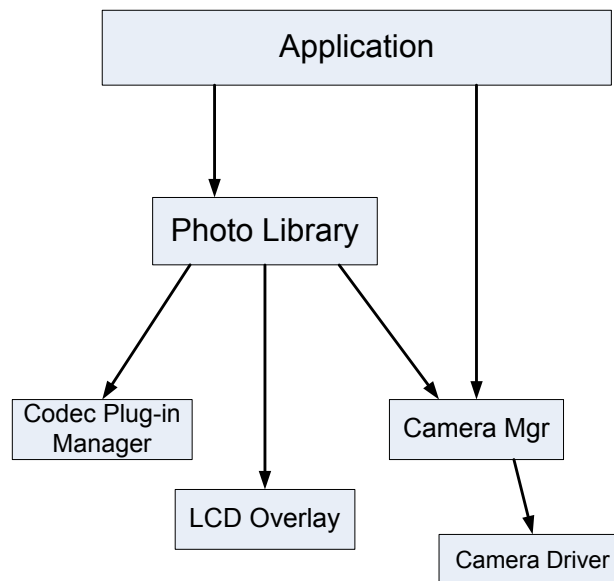 Application
Photo Library
Codec Plug-in
Manager
Camera Mgr
LCD Overlay
Camera Driver